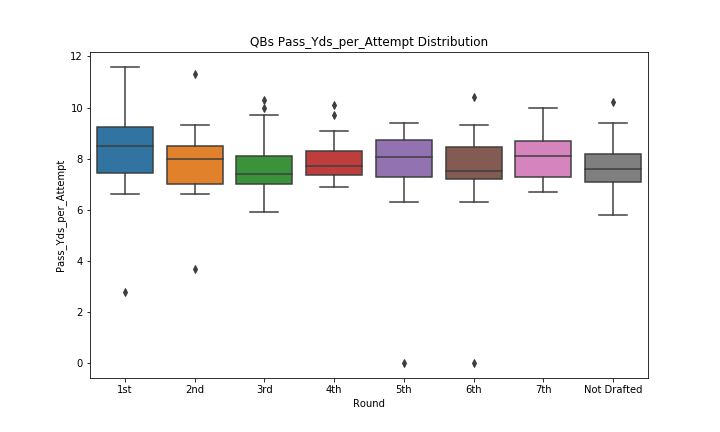 QBs Pass_Yds_per_Attempt Distribution
Pass_Yds_per_Attempt
12
10
8
6
4
2
0
1st 2nd 3rd 4th 5th 6th 7th Not Drafted
Round